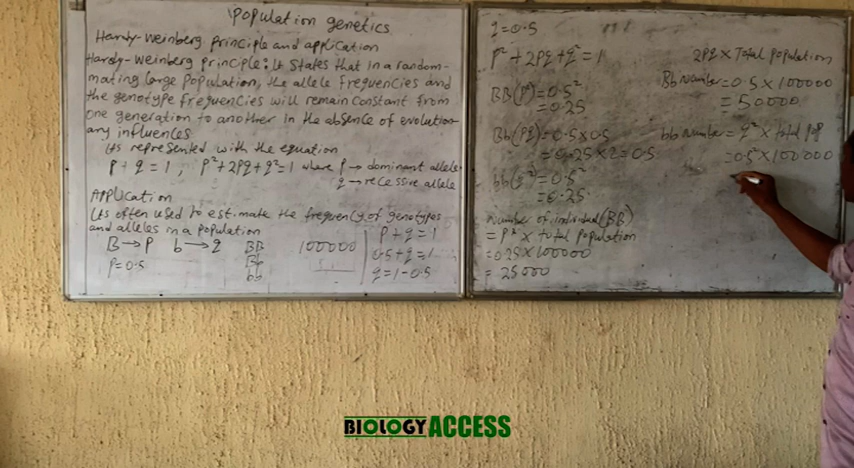 Population genetics
Hardy-Weinberg principle and application
Hardy-Weinberg principle: It states that in a random-
mating large population, the allele frequencies and
the genotype frequencies will remain constant from
one generation to another in the absence of evolution-
ary influences
It's represented with the equation
p + q = 1, p² + 2pq + q² = 1 where p → dominant allele
q → recessive allele
Application
It's often used to estimate the frequency of genotypes
and alleles in a population
B → p b → q BB 100000 p + q = 1
p = 0.5 Bb 0.5 + q = 1
bb q = 1 - 0.5
q = 0.5
p² + 2pq + q² = 1
BB (p²) = 0.5²
= 0.25
Bb (pq) = 0.5 x 0.5
= 0.25 x 2 = 0.5
bb (q²) = 0.5²
= 0.25
Number of individual (BB)
= p² x total population
= 0.25 x 100000
= 25000
2pq x Total population
Bb number = 0.5 x 100000
= 50000
bb number = q² x total pop
= 0.5² x 100000
BIOLOGY ACCESS